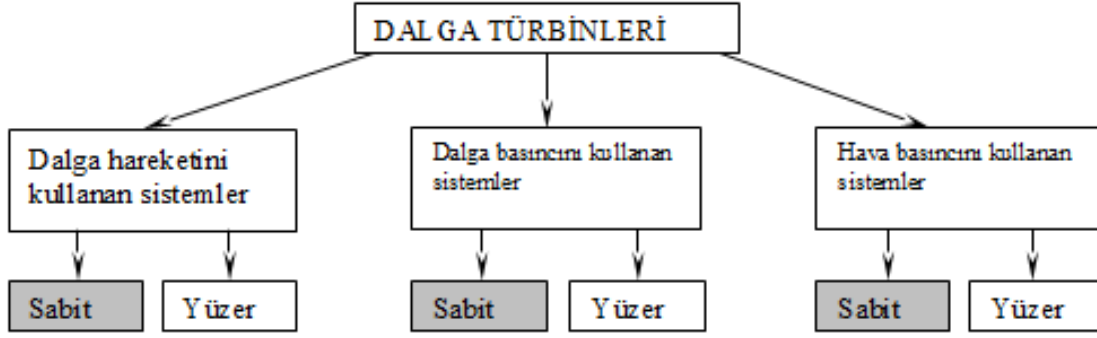 DALGA TÜRBİNLERİ
Dalga hareketini
kullanan sistemler
Dalga basıncını kullanan
sistemler
Hava basıncını kullanan
sistemler
Sabit
Yüzer
Sabit
Yüzer
Sabit
Yüzer